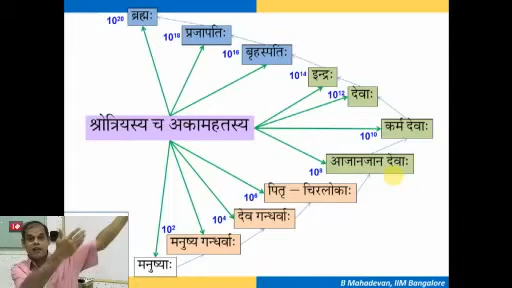 10²⁰ ब्रह्मः
10¹⁸ प्रजापतिः
10¹⁶ बृहस्पतिः
10¹⁴ इन्द्रः
10¹² देवाः
श्रोत्रियस्य च अकामहतस्य
10¹⁰ कर्म देवाः
10⁸ आजानजान देवाः
10⁶ पितृ – चिरलोकाः
10⁴ देव गन्धर्वाः
10² मनुष्य गन्धर्वाः
मनुष्याः
B Mahadevan, IIM Bangalore